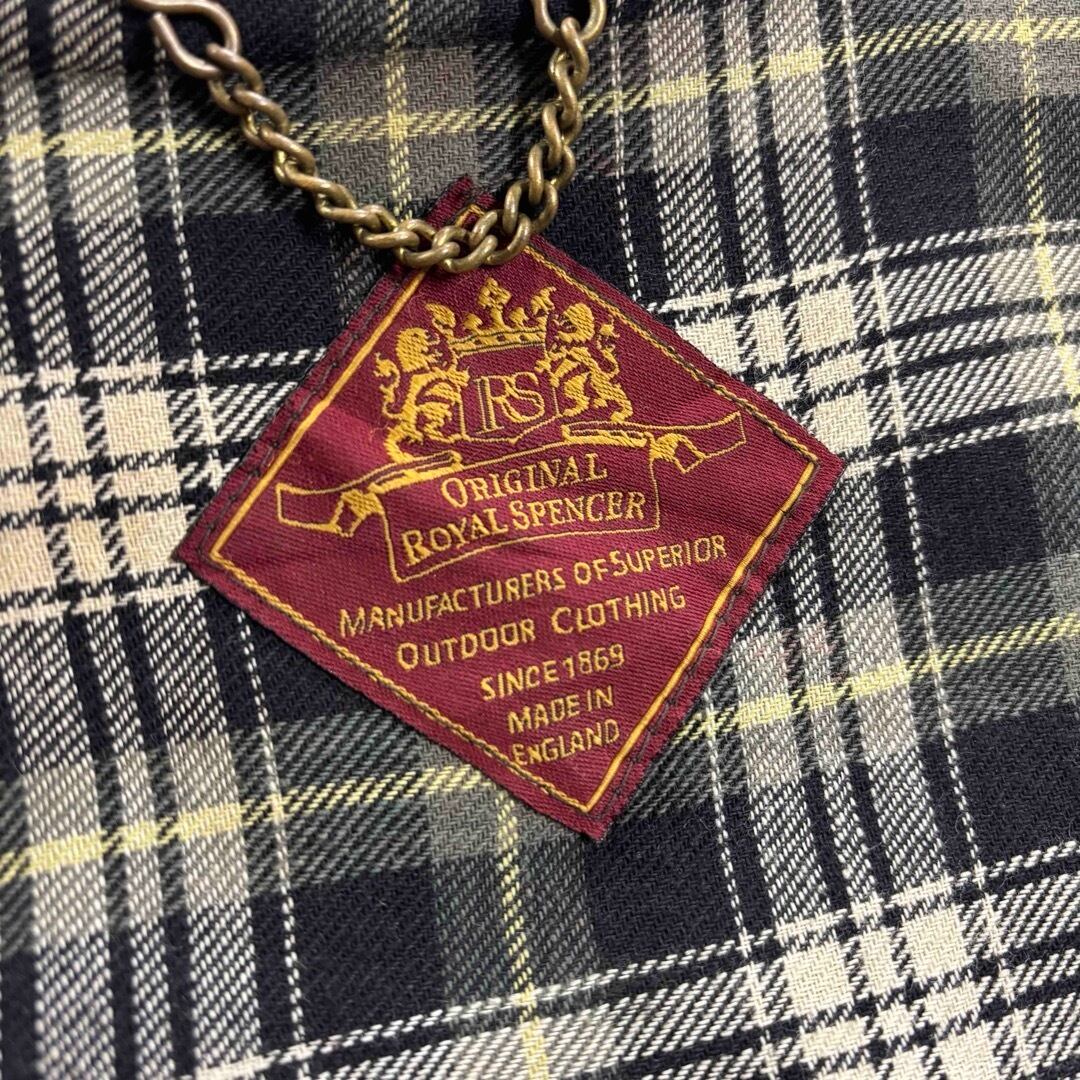 RS
ORIGINAL
ROYAL SPENCER
MANUFACTURERS OF SUPERIOR
OUTDOOR CLOTHING
SINCE 1869
MADE IN
ENGLAND